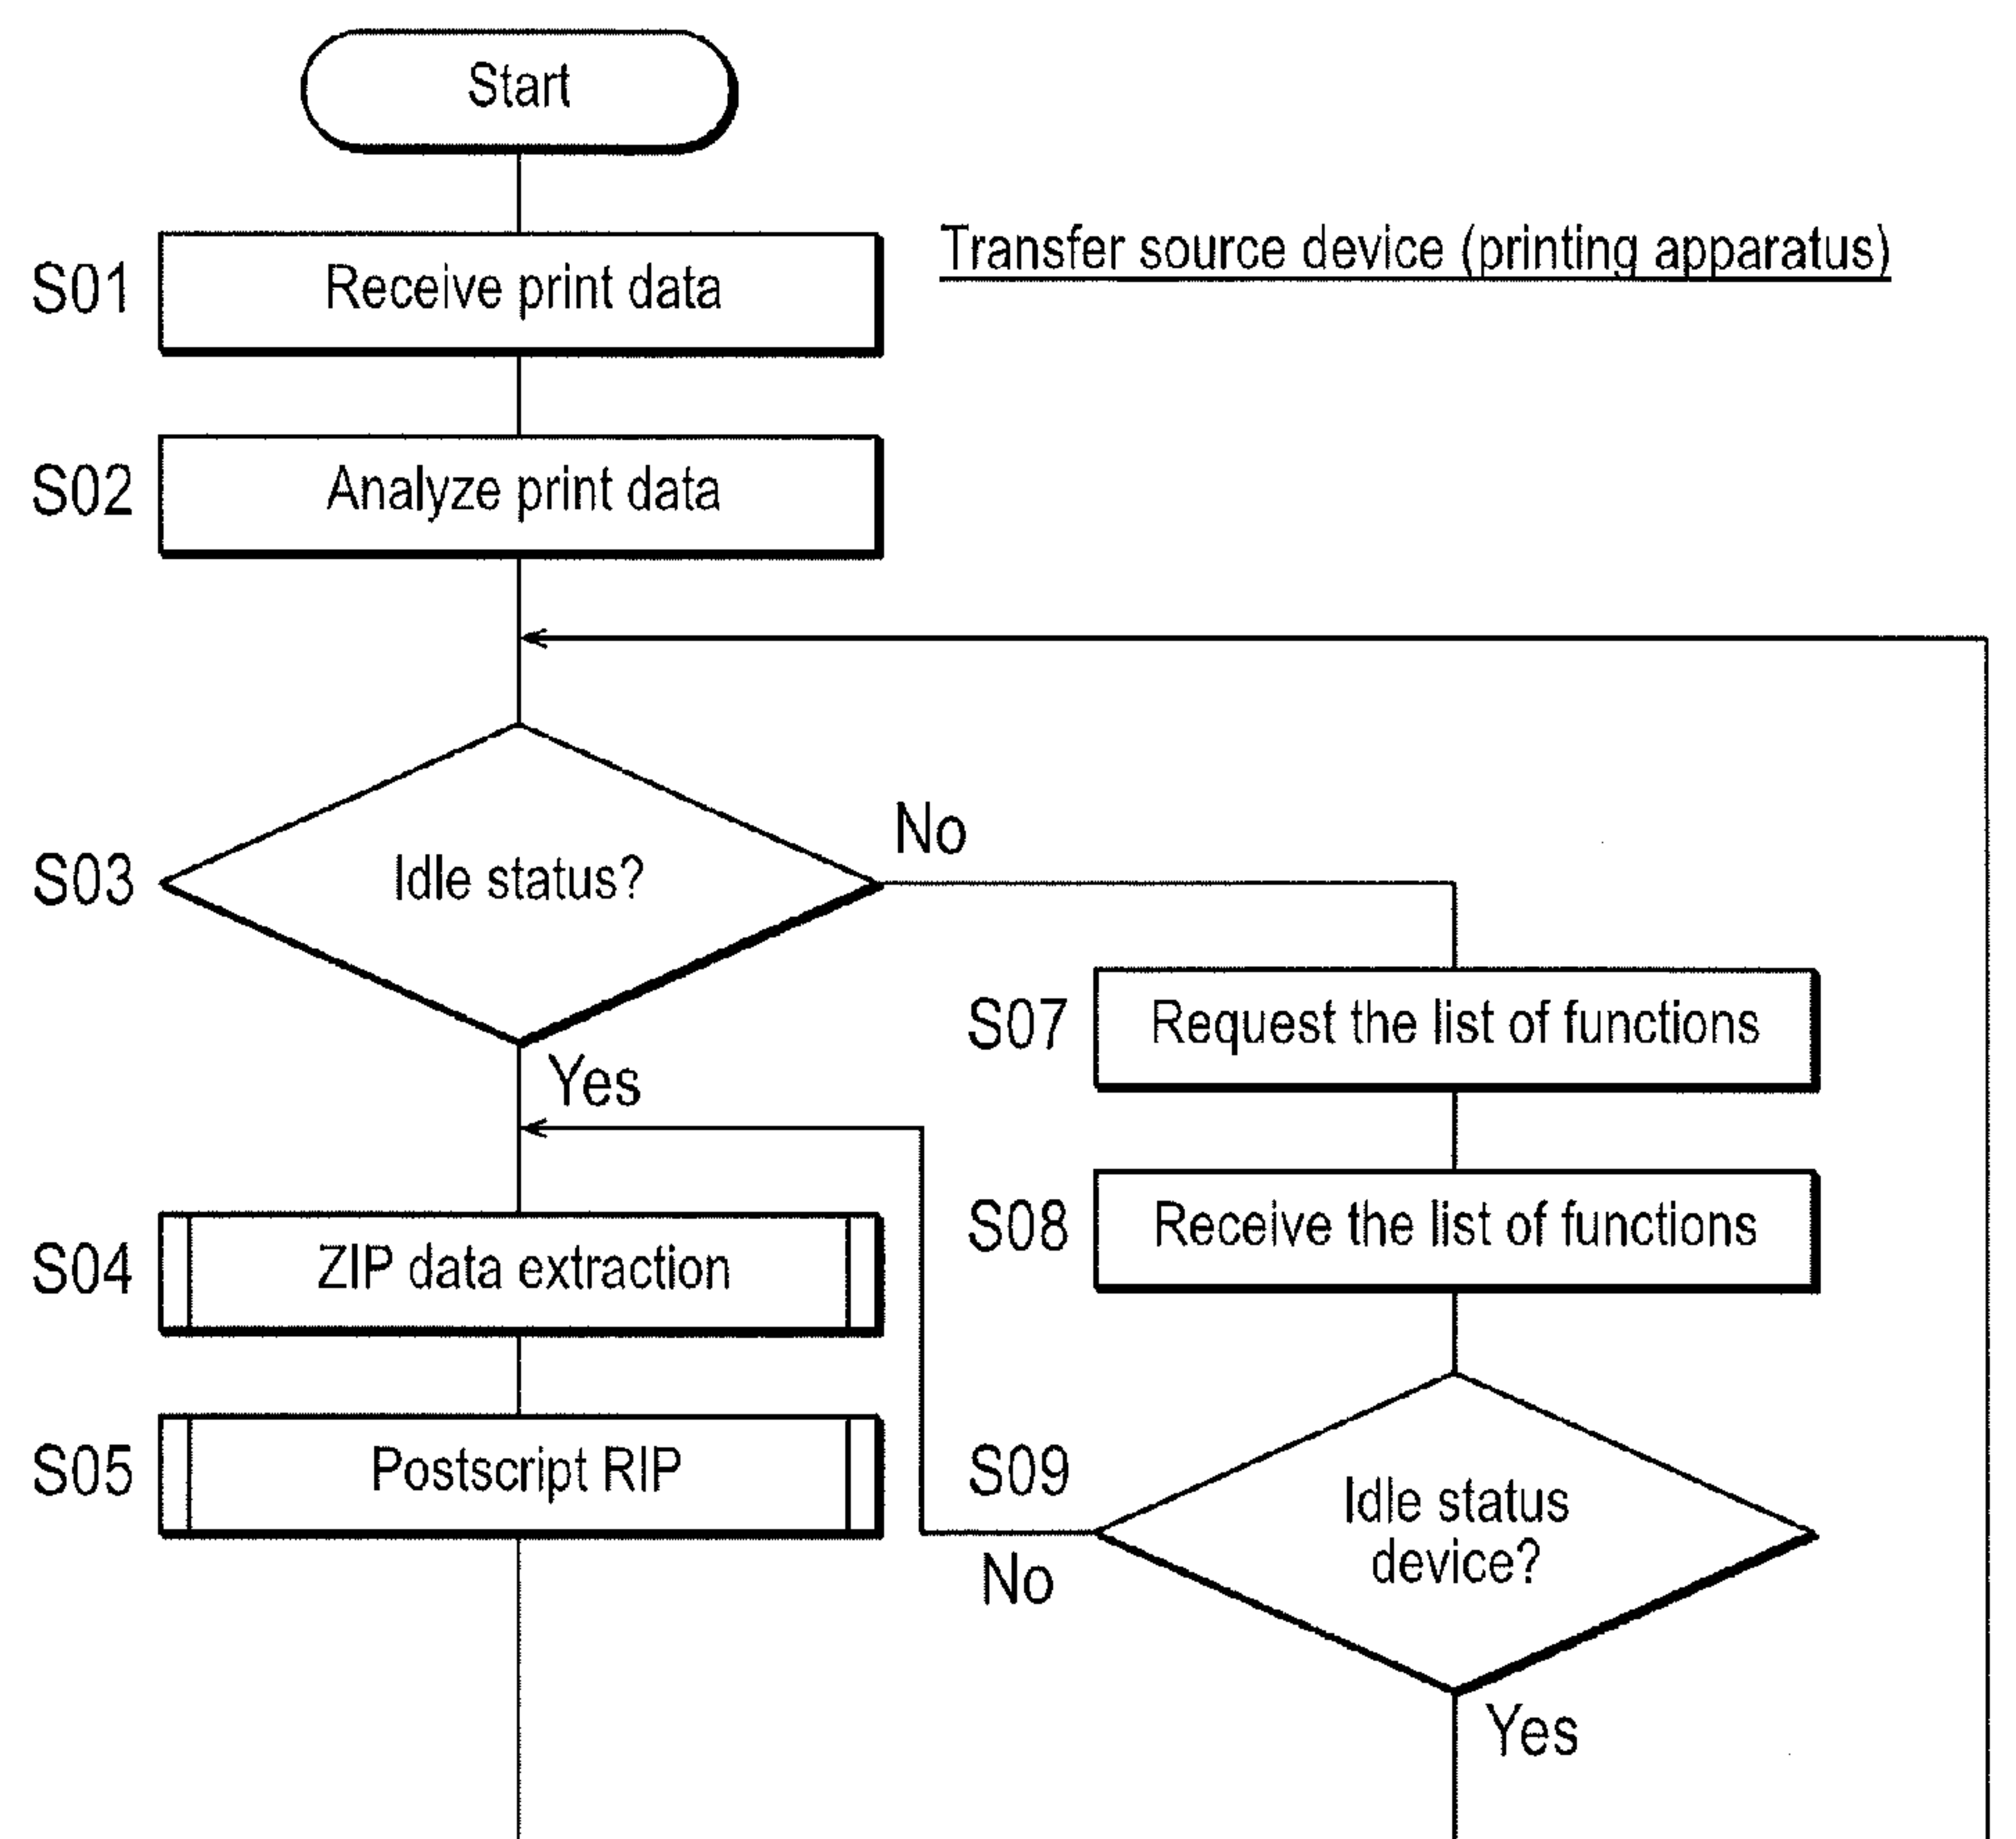 Start
Transfer source device (printing apparatus)
S01
Receive print data
S02
Analyze print data
S03
Idle status?
No
Yes
S07
Request the list of functions
S08
Receive the list of functions
S04
ZIP data extraction
S05
Postscript RIP
S09
Idle status
device?
No
Yes